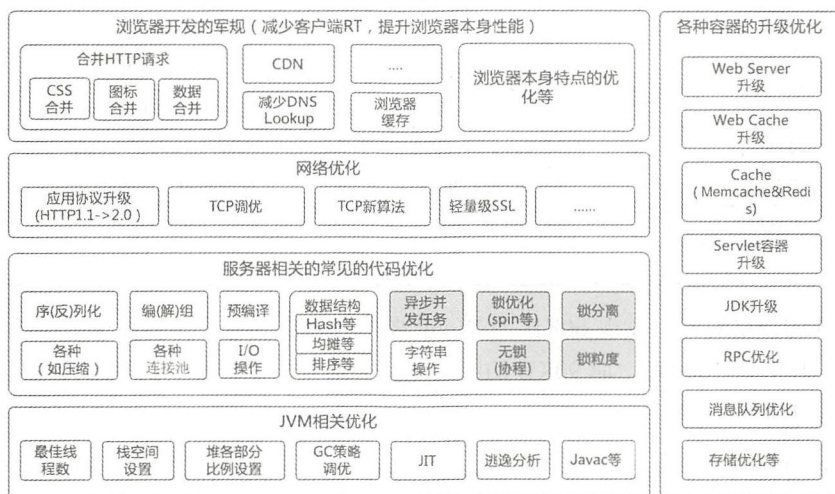 浏览器开发的军规（减少客户端RT，提升浏览器本身性能）
合并HTTP请求
CSS
合并
图标
合并
数据
合并
CDN
....
减少DNS
Lookup
浏览器
缓存
浏览器本身特点的优
化等
网络优化
应用协议升级
(HTTP1.1->2.0)
TCP调优
TCP新算法
轻量级SSL
......
服务器相关的常见的代码优化
序(反)列化
编(解)组
预编译
数据结构
Hash等
均摊等
排序等
异步并
发任务
锁优化
(spin等)
锁分离
各种
(如压缩)
各种
连接池
I/O
操作
字符串
操作
无锁
(协程)
锁粒度
JVM相关优化
最佳线
程数
栈空间
设置
堆各部分
比例设置
GC策略
调优
JIT
逃逸分析
Javac等
各种容器的升级优化
Web Server
升级
Web Cache
升级
Cache
( Memcache&Redi
s)
Servlet容器
升级
JDK升级
RPC优化
消息队列优化
存储优化等